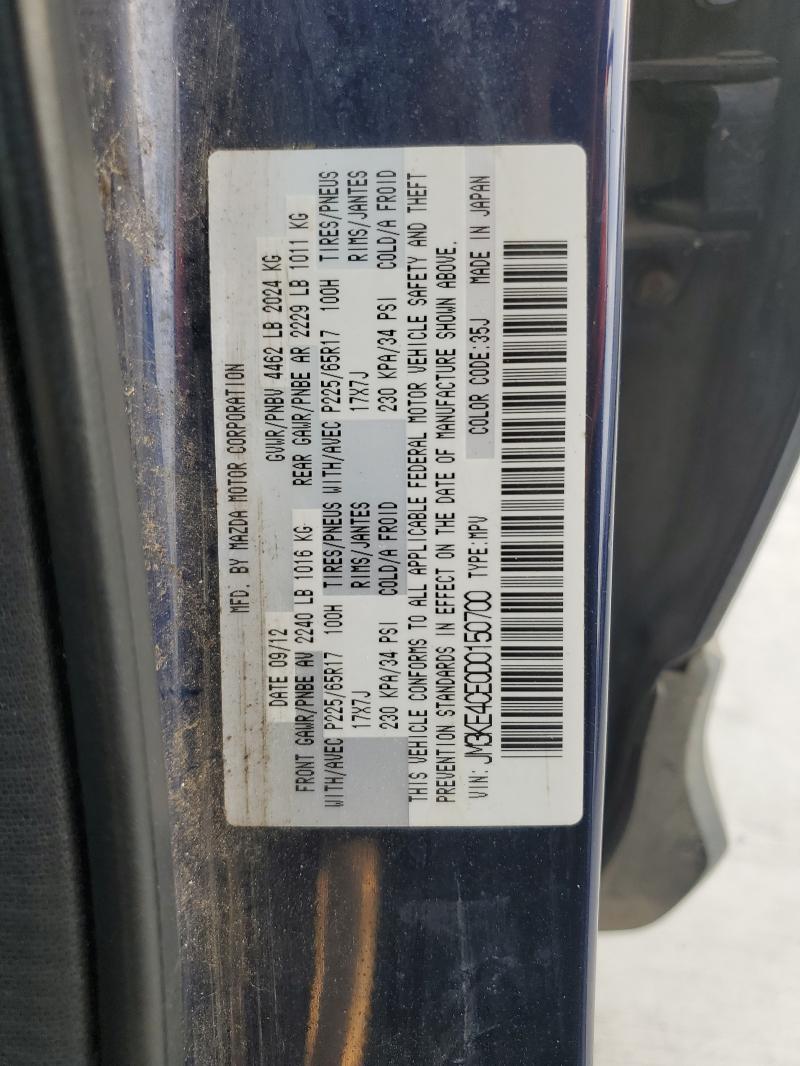 MFD. BY MAZDA MOTOR CORPORATION
DATE 09/12 GVWR/PNBV 4462 LB 2024 KG
FRONT GAWR/PNBE AV 2240 LB 1016 KG REAR GAWR/PNBE AR 2229 LB 1011 KG
WITH/AVEC P225/65R17 100H TIRES/PNEUS WITH/AVEC P225/65R17 100H TIRES/PNEUS
17X7J RIMS/JANTES 17X7J RIMS/JANTES
230 KPA/34 PSI COLD/A FROID 230 KPA/34 PSI COLD/A FROID
THIS VEHICLE CONFORMS TO ALL APPLICABLE FEDERAL MOTOR VEHICLE SAFETY AND THEFT
PREVENTION STANDARDS IN EFFECT ON THE DATE OF MANUFACTURE SHOWN ABOVE.
VIN: JM3KE4CE0D0150700 TYPE:MPV COLOR CODE:35J MADE IN JAPAN